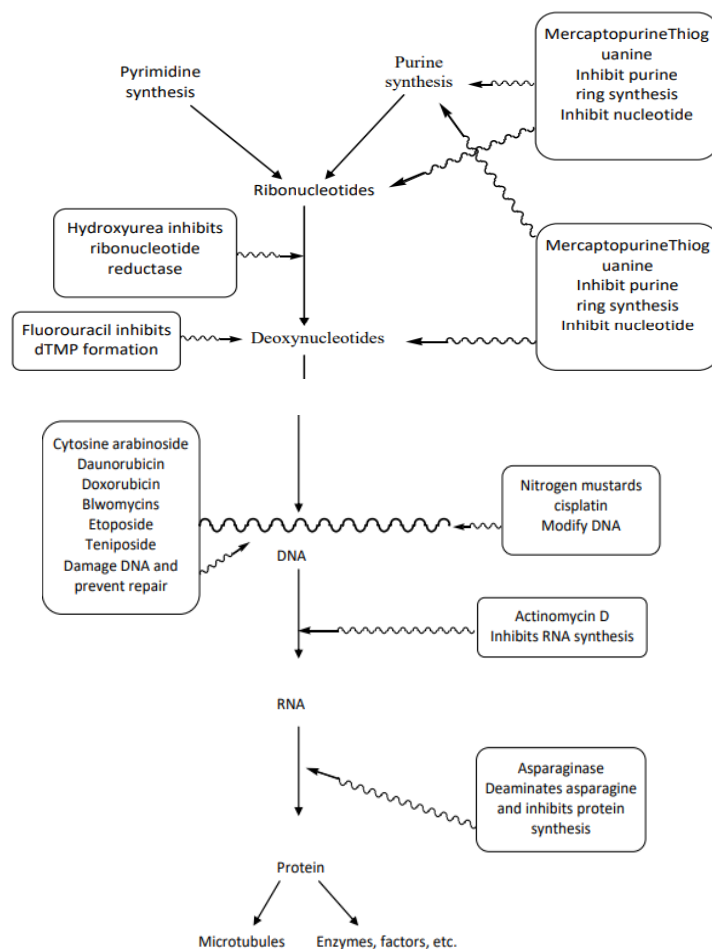 Pyrimidine
synthesis
Purine
synthesis
MercaptopurineThiog
uanine
Inhibit purine
ring synthesis
Inhibit nucleotide
Ribonucleotides
Hydroxyurea inhibits
ribonucleotide
reductase
MercaptopurineThiog
uanine
Inhibit purine
ring synthesis
Inhibit nucleotide
Fluorouracil inhibits
dTMP formation
Deoxynucleotides
Cytosine arabinoside
Daunorubicin
Doxorubicin
Blwomycins
Etoposide
Teniposide
Damage DNA and
prevent repair
Nitrogen mustards
cisplatin
Modify DNA
DNA
Actinomycin D
Inhibits RNA synthesis
RNA
Asparaginase
Deaminates asparagine
and inhibits protein
synthesis
Protein
Microtubules
Enzymes, factors, etc.